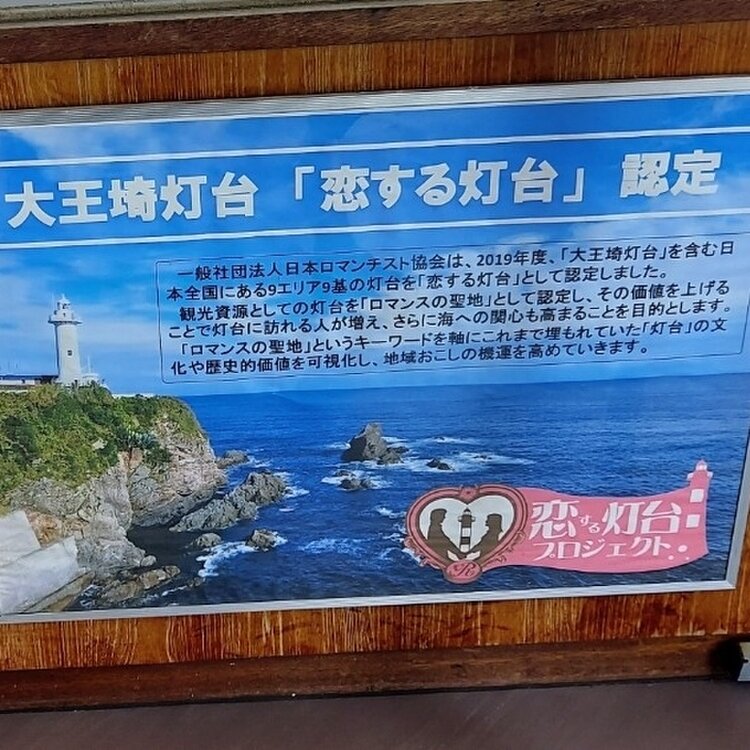 大王埼灯台 「恋する灯台」 認定
一般社団法人日本ロマンチスト協会は、2019年度、「大王埼灯台」を含む日
本全国にある9エリア9基の灯台を「恋する灯台」として認定しました。
観光資源としての灯台を「ロマンスの聖地」として認定し、その価値を上げる
ことで灯台に訪れる人が増え、さらに海への関心も高まることを目的とします。
「ロマンスの聖地」というキーワードを軸にこれまで埋もれていた「灯台」の文
化や歴史的価値を可視化し、地域おこしの機運を高めていきます。
恋する灯台
プロジェクト
R